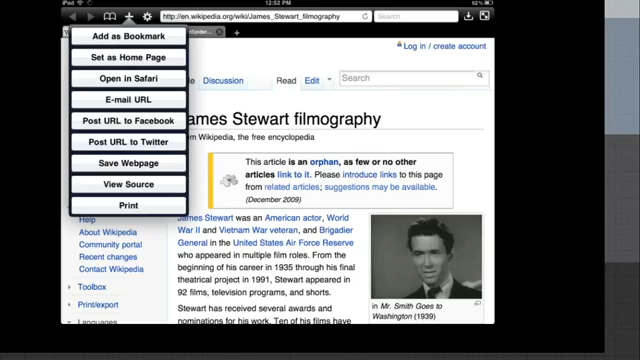 iPad
12:52 PM
62%
http://en.wikipedia.org/wiki/James_Stewart_filmography
Search
Add as Bookmark
Set as Home Page
Open in Safari
E-mail URL
Post URL to Facebook
Post URL to Twitter
Save Webpage
View Source
Print
Log in / create account
Discussion
Read
Edit
Search
ames Stewart filmography
om Wikipedia, the free encyclopedia
This article is an orphan, as few or no other
articles link to it. Please introduce links to this page
from related articles; suggestions may be available.
(December 2009)
Help
About Wikipedia
Community portal
Recent changes
Contact Wikipedia
Toolbox
Print/export
Languages
James Stewart was an American actor, World
War II and Vietnam War veteran, and Brigadier
General in the United States Air Force Reserve
who appeared in multiple film roles. From the
beginning of his career in 1935 through his final
theatrical project in 1991, Stewart appeared in
92 films, television programs, and shorts.
Stewart has received several awards and
nominations for his work. Ten of his films have
in Mr. Smith Goes to
Washington (1939)